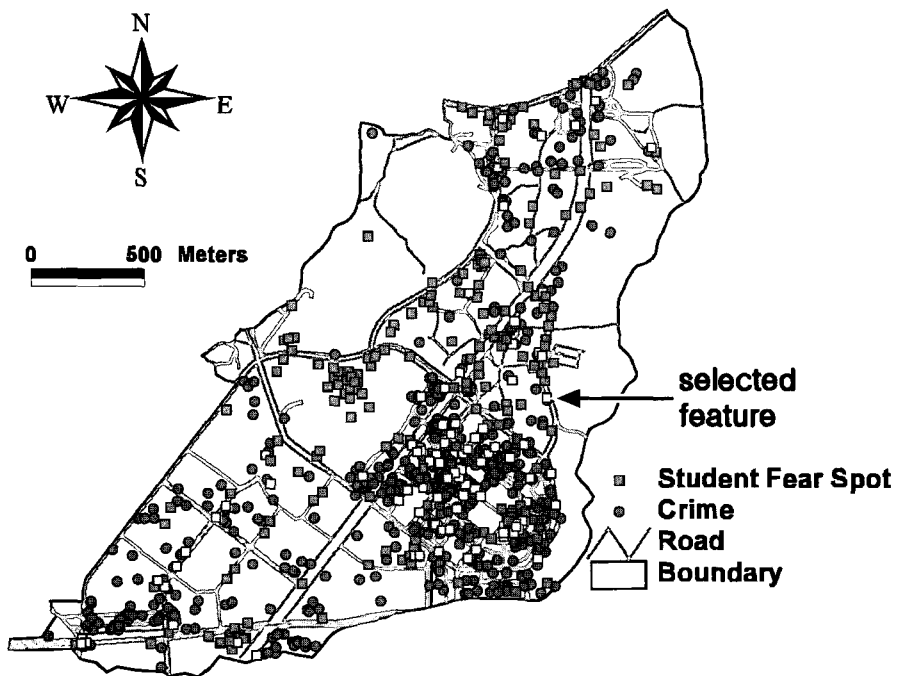 N
W E
S
0 500 Meters
selected
feature
Student Fear Spot
Crime
Road
Boundary